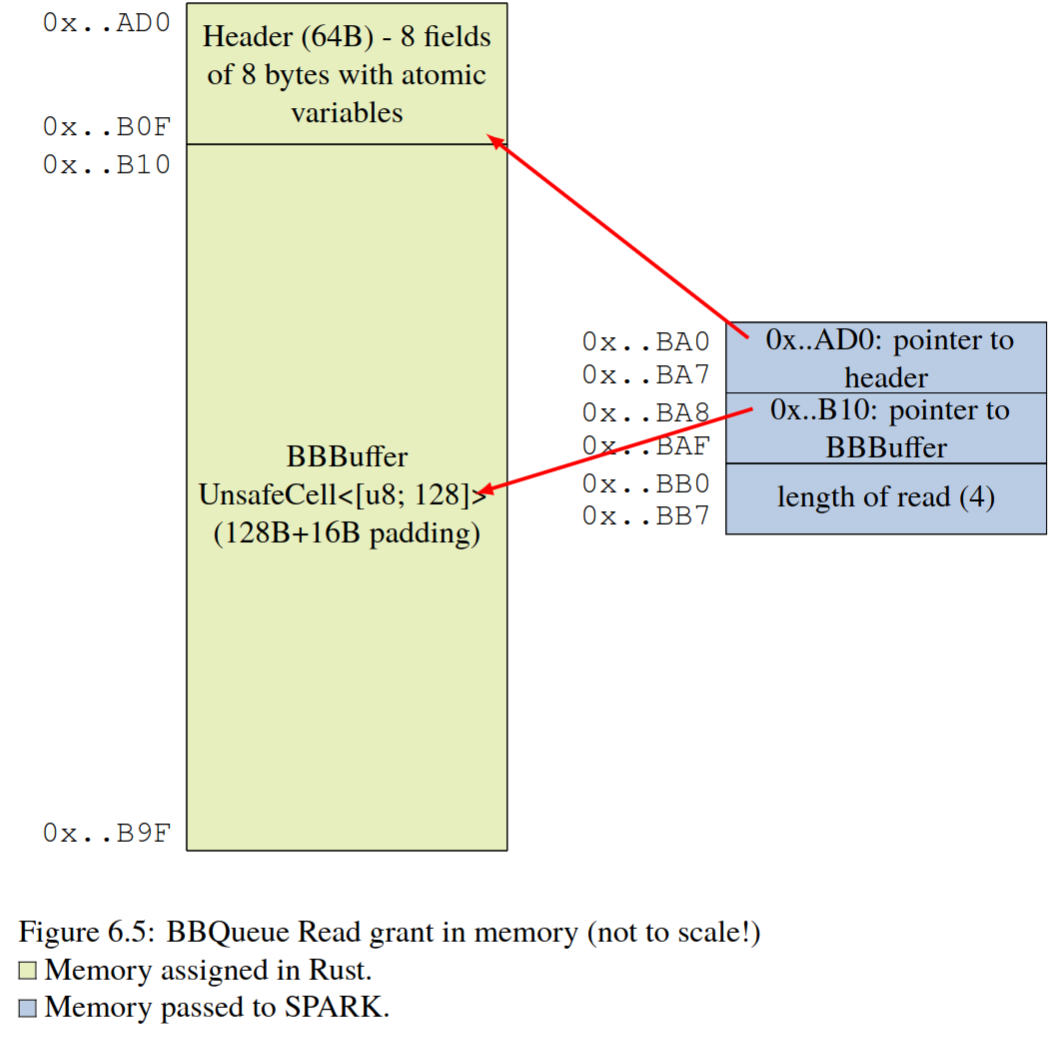 0x..AD0
Header (64B) - 8 fields
of 8 bytes with atomic
variables
0x..B0F
0x..B10
BBBuffer
UnsafeCell<[u8; 128]>
(128B+16B padding)
0x..B9F
0x..BA0
0x..BA7
0x..AD0: pointer to
header
0x..BA8
0x..BAF
0x..B10: pointer to
BBBuffer
0x..BB0
0x..BB7
length of read (4)
Figure 6.5: BBQueue Read grant in memory (not to scale!)
Memory assigned in Rust.
Memory passed to SPARK.